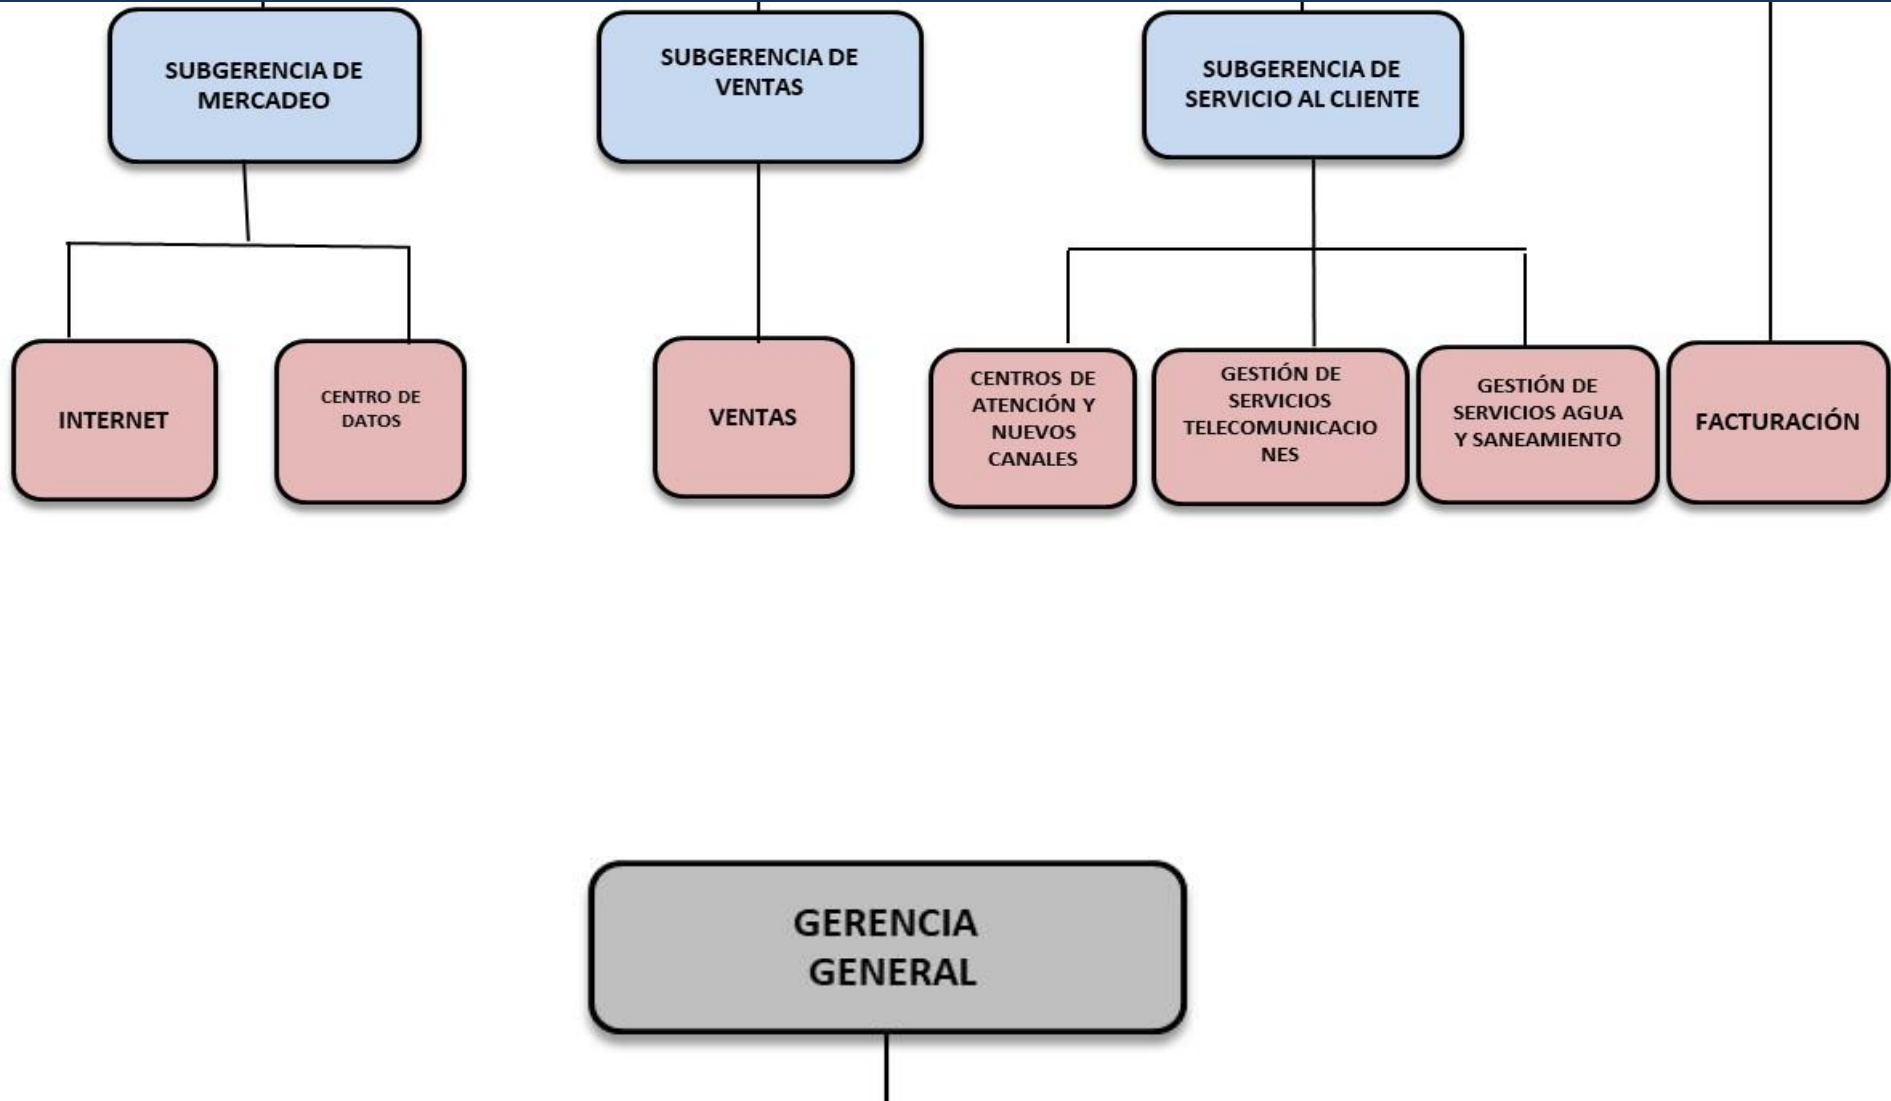 SUBGERENCIA DE
MERCADEO
SUBGERENCIA DE
VENTAS
SUBGERENCIA DE
SERVICIO AL CLIENTE
INTERNET
CENTRO DE
DATOS
VENTAS
CENTROS DE
ATENCIÓN Y
NUEVOS
CANALES
GESTIÓN DE
SERVICIOS
TELECOMUNICACIO
NES
GESTIÓN DE
SERVICIOS AGUA
Y SANEAMIENTO
FACTURACIÓN
GERENCIA
GENERAL